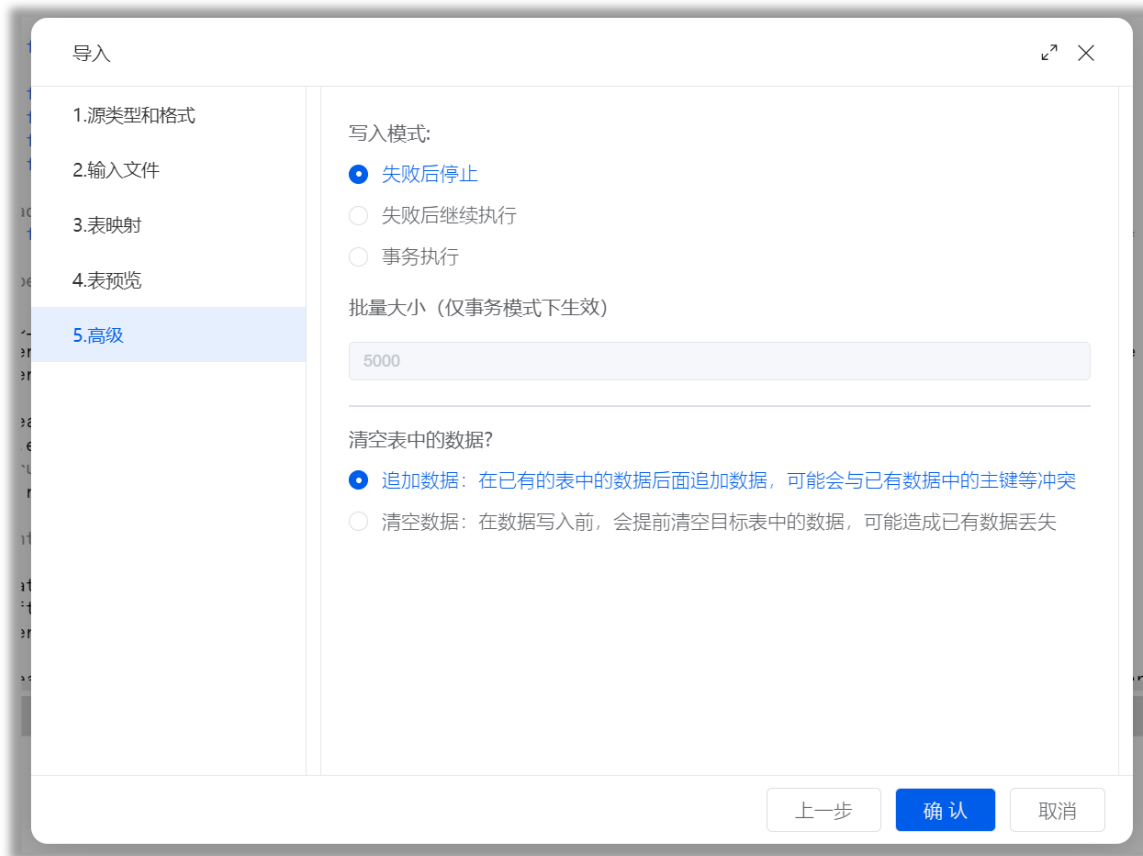 导入
1.源类型和格式
2.输入文件
3.表映射
4.表预览
5.高级
写入模式:
失败后停止
失败后继续执行
事务执行
批量大小（仅事务模式下生效）
5000
清空表中的数据?
追加数据：在已有的表中的数据后面追加数据，可能会与已有数据中的主键等冲突
清空数据：在数据写入前，会提前清空目标表中的数据，可能造成已有数据丢失
上一步
确 认
取消